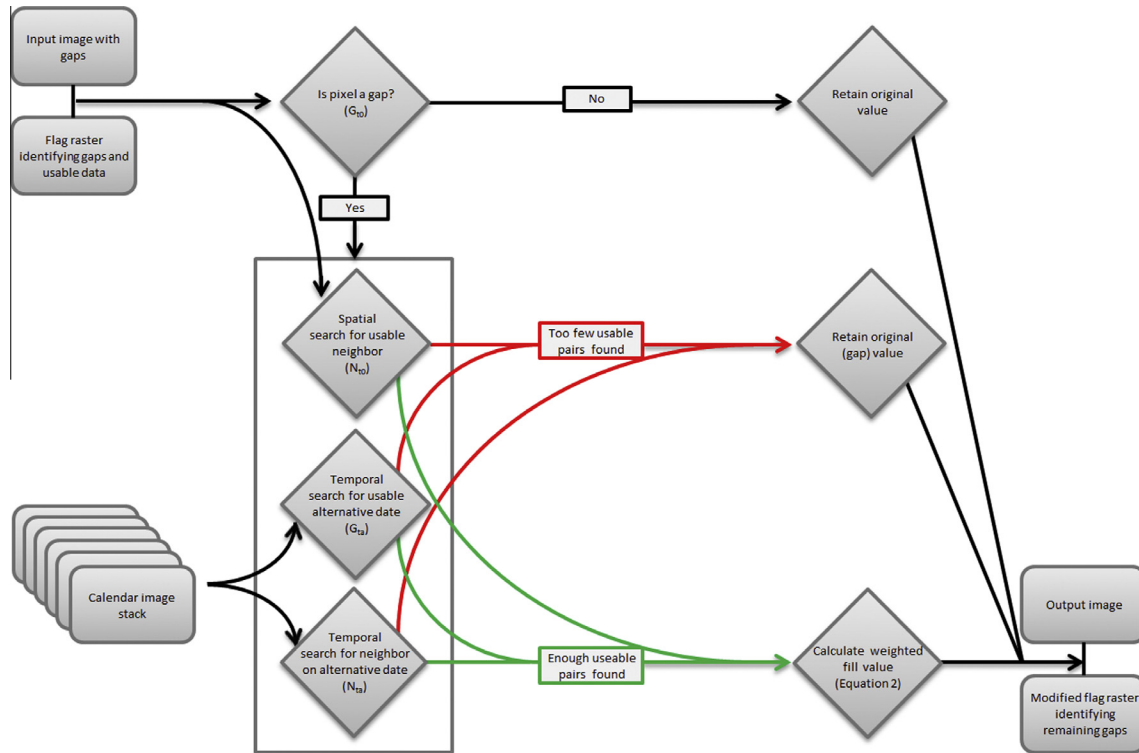 Input image with
gaps
Flag raster
identifying gaps and
usable data
Is pixel a gap?
(Gt0)
No
Retain original
value
Yes
Spatial
search for usable
neighbor
(Nt0)
Too few usable
pairs found
Retain original
(gap) value
Temporal
search for usable
alternative date
(Gta)
Calendar image
stack
Temporal
search for neighbor
on alternative date
(Nta)
Enough useable
pairs found
Calculate weighted
fill value
(Equation 2)
Output image
Modified flag raster
identifying
remaining gaps